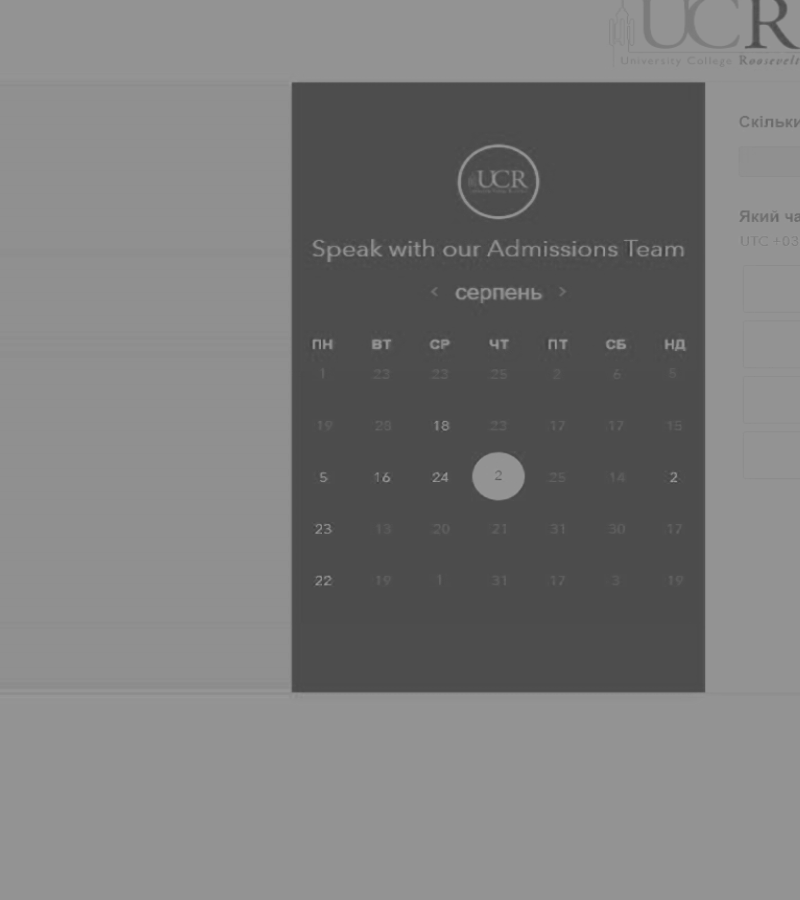 UCR
University College Roosevelt
UCR
Speak with our Admissions Team
< серпень >
ПН ВТ СР ЧТ ПТ СБ НД
1 23 23 25 2 6 5
19 28 18 23 17 17 15
5 16 24 2 25 14 2
23 13 20 21 31 30 17
22 19 1 31 17 3 19
Скільки
Який ча
UTC +03